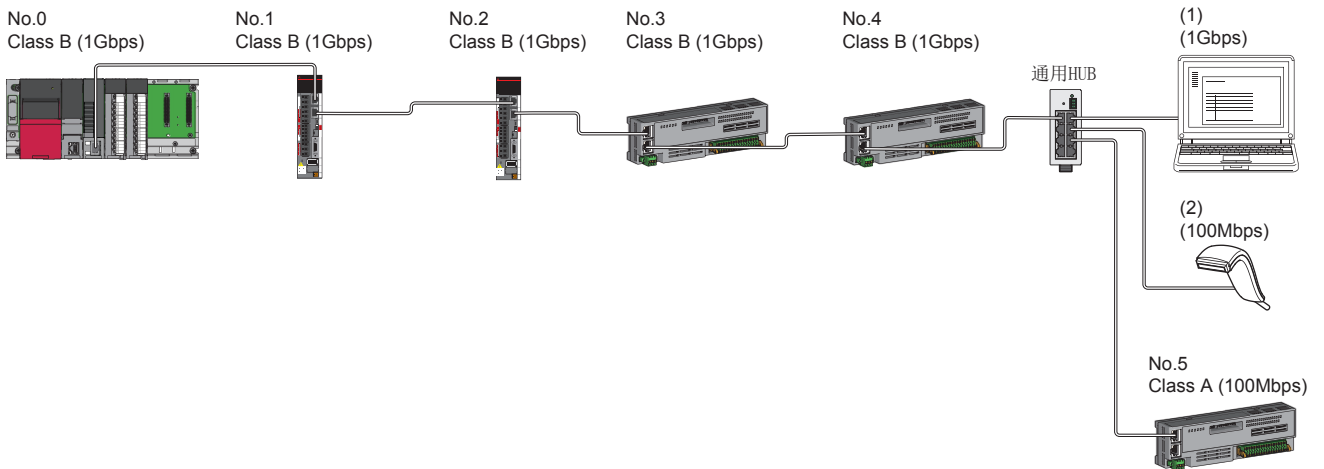 No.0
Class B (1Gbps)
No.1
Class B (1Gbps)
No.2
Class B (1Gbps)
No.3
Class B (1Gbps)
No.4
Class B (1Gbps)
通用HUB
(1)
(1Gbps)
(2)
(100Mbps)
No.5
Class A (100Mbps)